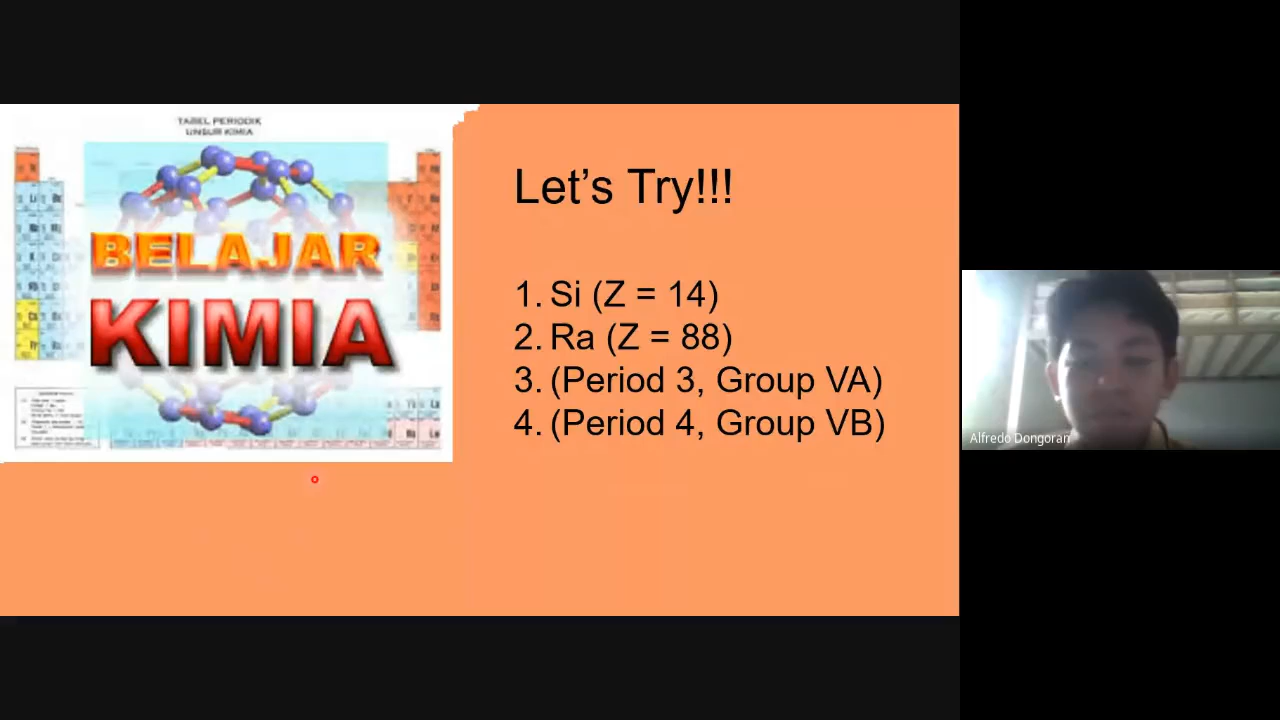 TABEL PERIODIK
UNSUR KIMIA
BELAJAR
KIMIA
Let’s Try!!!
1. Si (Z = 14)
2. Ra (Z = 88)
3. (Period 3, Group VA)
4. (Period 4, Group VB)
Alfredo Dongoran